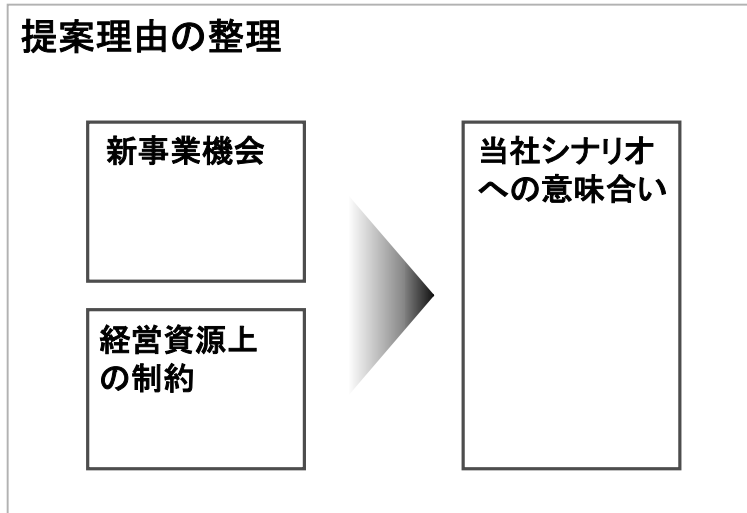 提案理由の整理
新事業機会
経営資源上
の制約
当社シナリオ
への意味合い